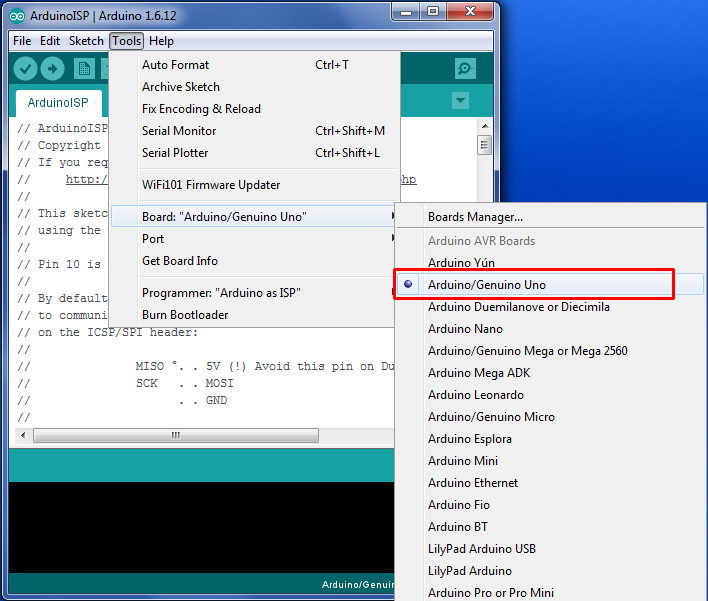 ArduinoISP | Arduino 1.6.12
File Edit Sketch Tools Help
Auto Format Ctrl+T
Archive Sketch
Fix Encoding & Reload
Serial Monitor Ctrl+Shift+M
Serial Plotter Ctrl+Shift+L
WiFi101 Firmware Updater
Board: "Arduino/Genuino Uno"
Port
Get Board Info
Programmer: "Arduino as ISP"
Burn Bootloader
Boards Manager...
Arduino AVR Boards
Arduino Yún
Arduino/Genuino Uno
Arduino Duemilanove or Diecimila
Arduino Nano
Arduino/Genuino Mega or Mega 2560
Arduino Mega ADK
Arduino Leonardo
Arduino/Genuino Micro
Arduino Esplora
Arduino Mini
Arduino Ethernet
Arduino Fio
Arduino BT
LilyPad Arduino USB
LilyPad Arduino
Arduino Pro or Pro Mini
ArduinoISP
// ArduinoISP
// Copyright
// If you req
// http:/ hp
//
// This sketc
// using the
//
// Pin 10 is
//
// By default
// to communi
// on the ICSP/SPI header:
//
// MISO °. . 5V (!) Avoid this pin on Du
// SCK . . MOSI
// . . GND
//
Arduino/Genuin